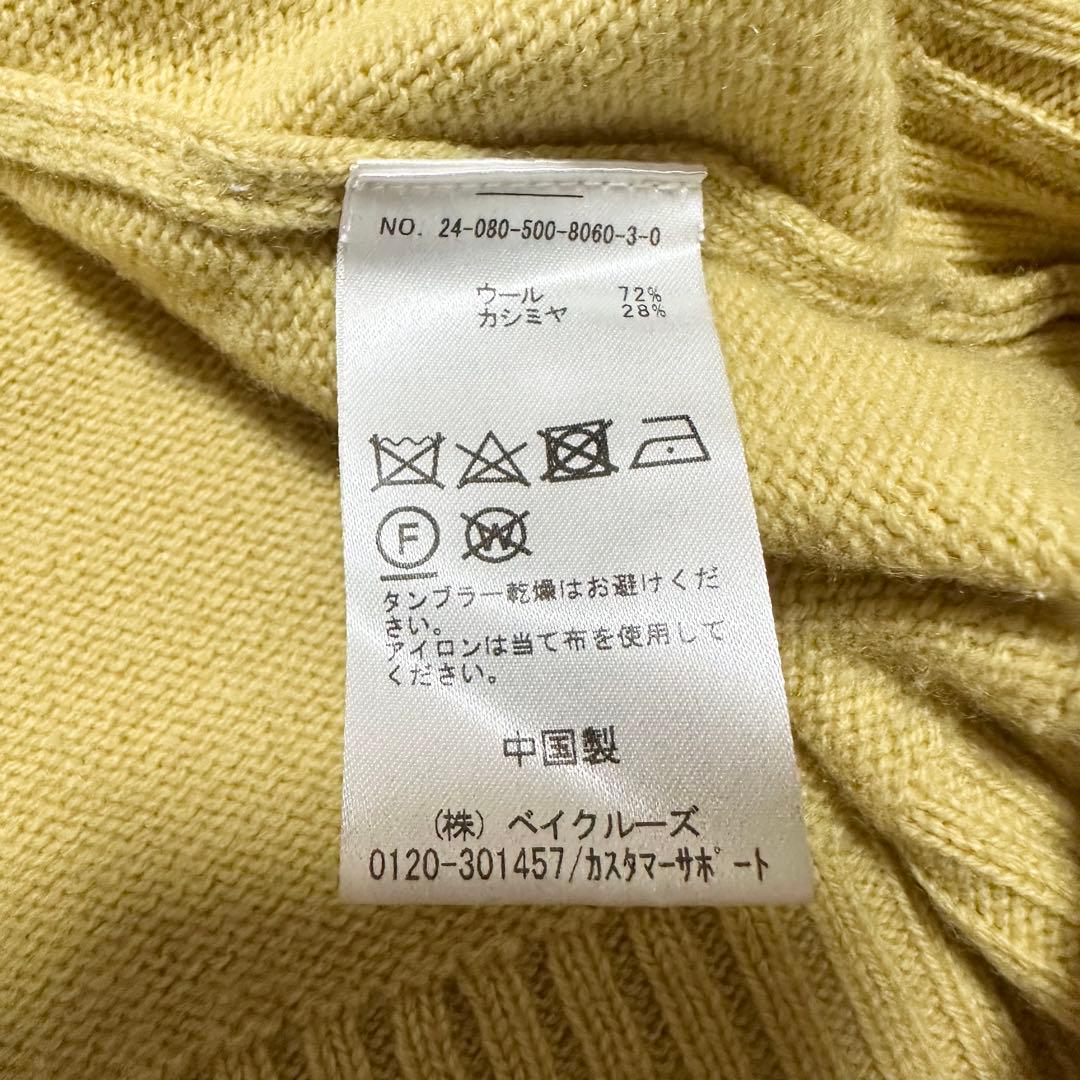 NO. 24-080-500-8060-3-0
ウール 72%
カシミヤ 28%
F W
タンブラー乾燥はお避けくだ
さい。
アイロンは当て布を使用して
ください。
中国製
(株) ベイクルーズ
0120-301457/カスタマーサポート